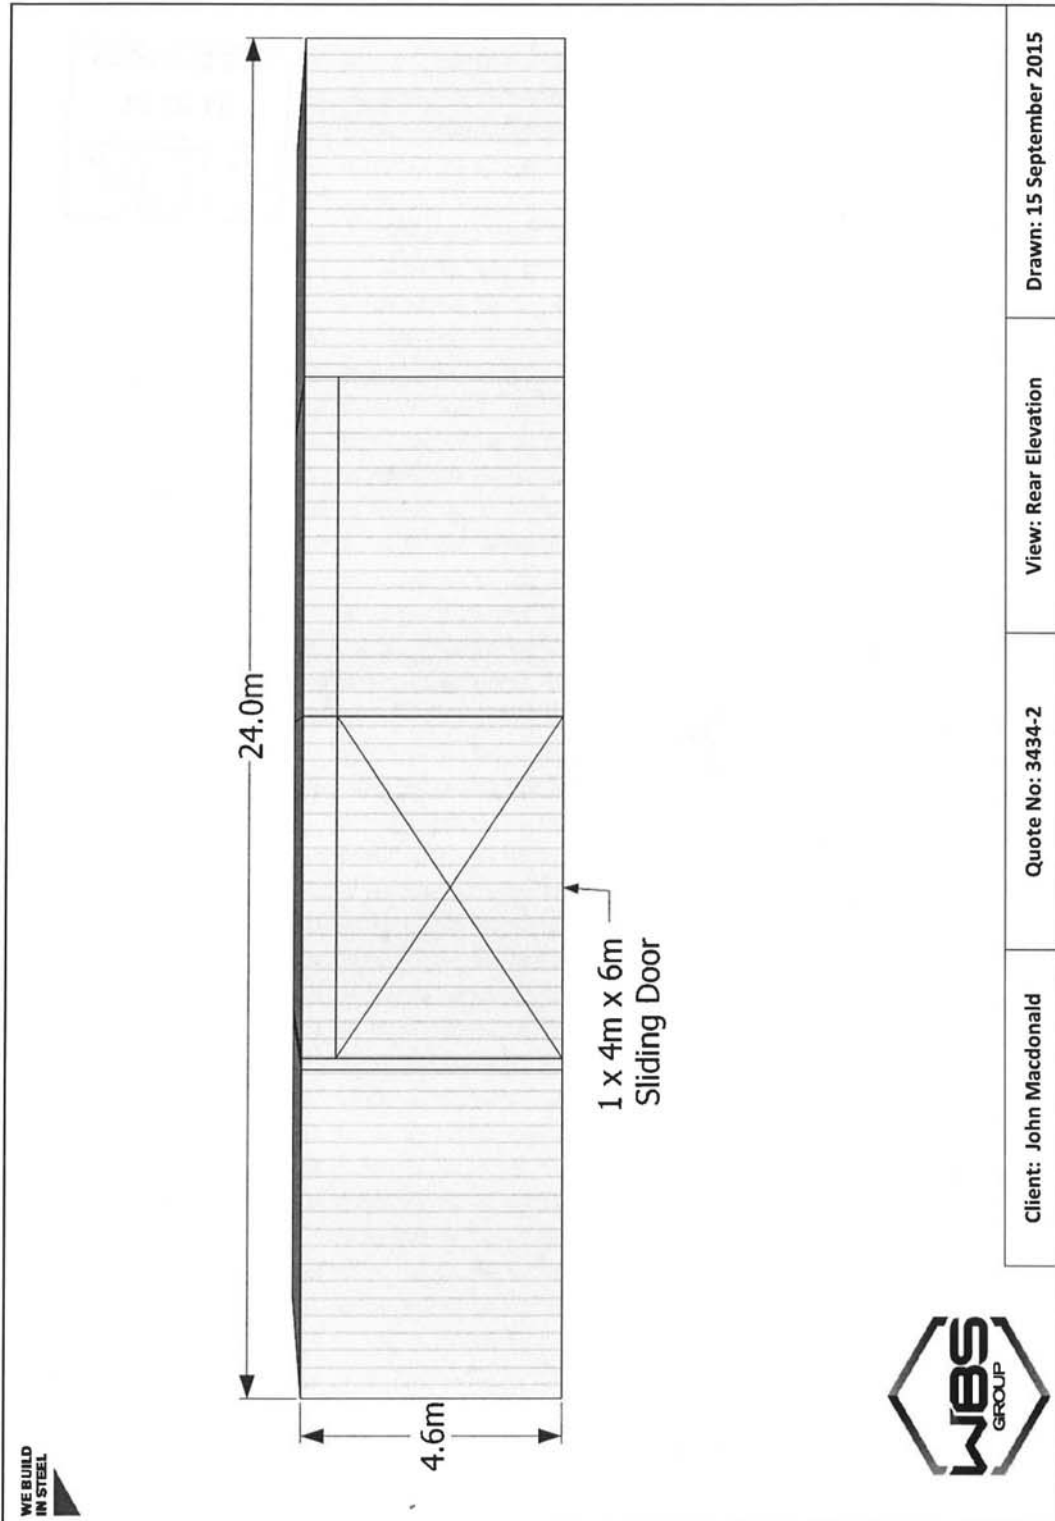 WE BUILD
IN STEEL
24.0m
4.6m
1 x 4m x 6m
Sliding Door
WBS
GROUP
Client: John Macdonald
Quote No: 3434-2
View: Rear Elevation
Drawn: 15 September 2015